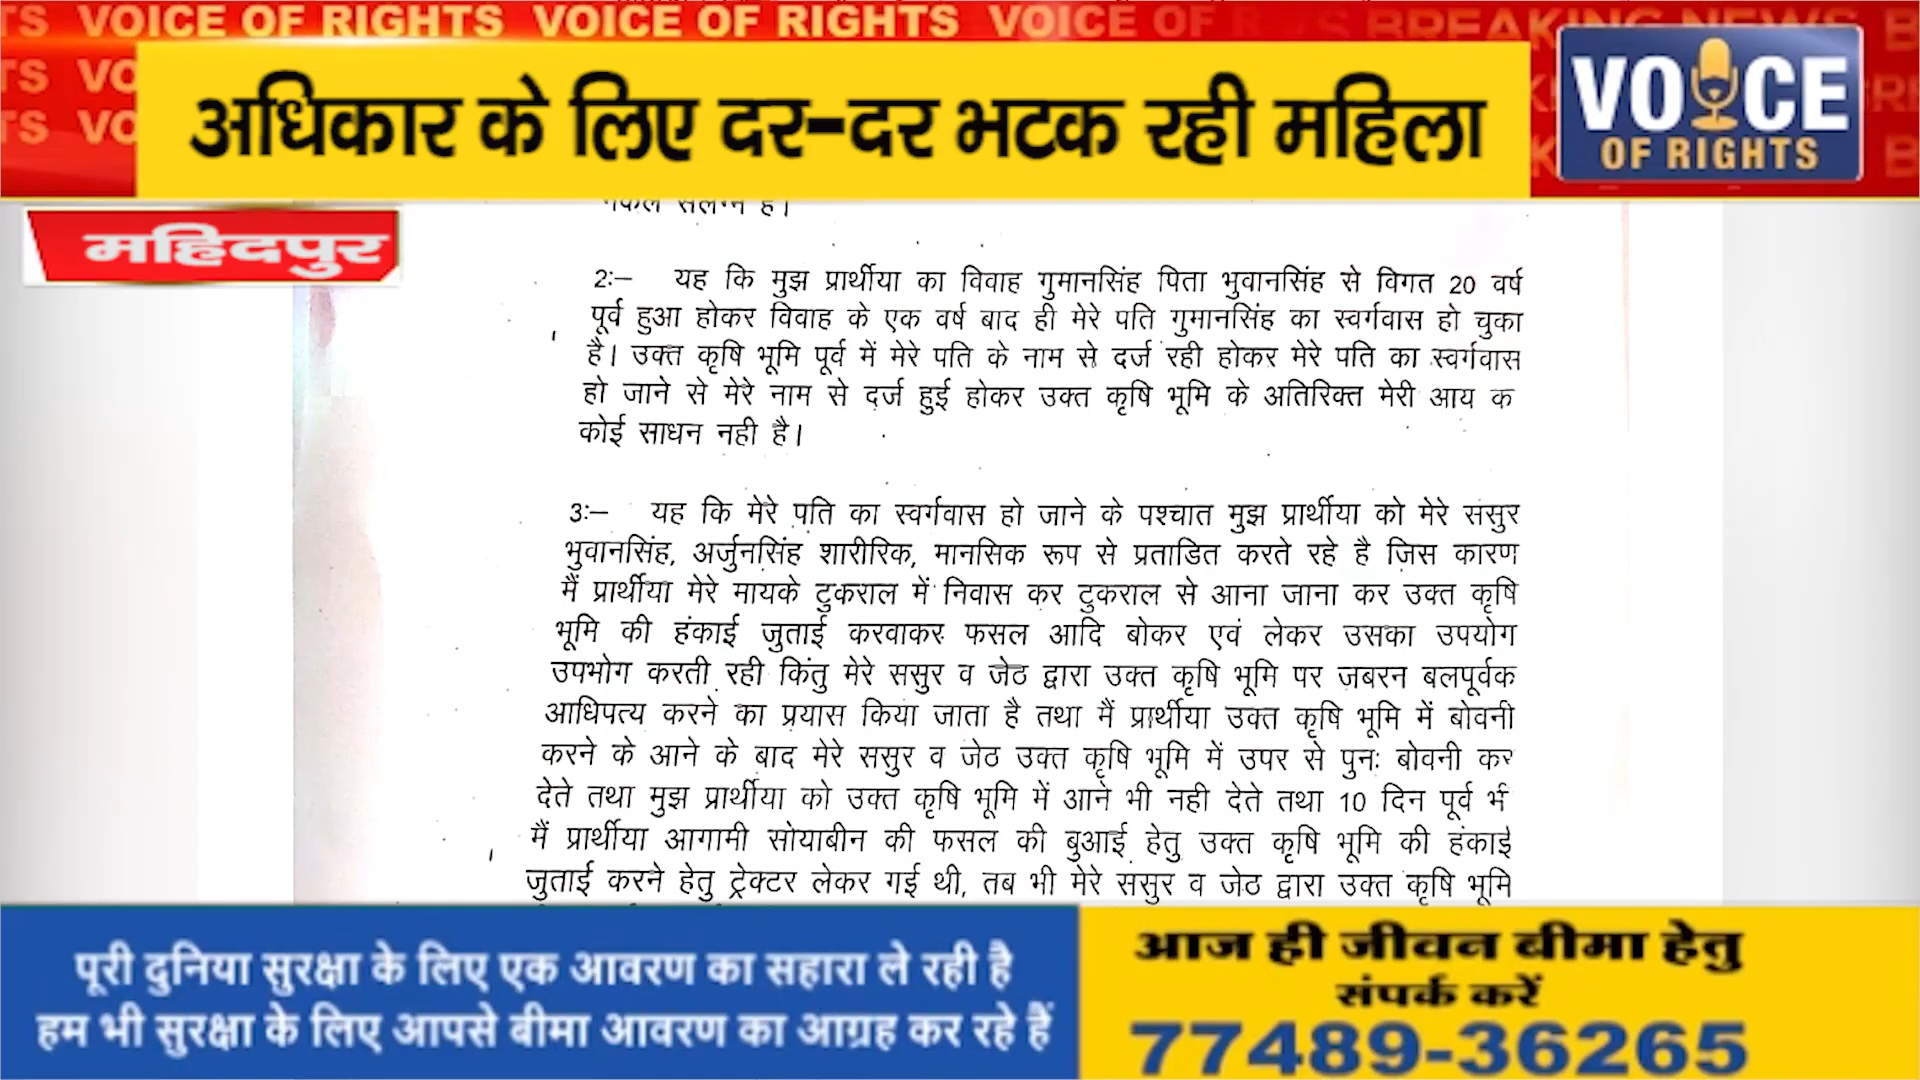 VOICE OF RIGHTS VOICE OF RIGHTS VOICE OF RIGHTS BREAKING NEWS
अधिकार के लिए दर-दर भटक रही महिला
VOICE
OF RIGHTS
महिदपुर
नकल संलग्न है।
2:– यह कि मुझ प्रार्थीया का विवाह गुमानसिंह पिता भुवानसिंह से विगत 20 वर्ष
पूर्व हुआ होकर विवाह के एक वर्ष बाद ही मेरे पति गुमानसिंह का स्वर्गवास हो चुका
है। उक्त कृषि भूमि पूर्व में मेरे पति के नाम से दर्ज रही होकर मेरे पति का स्वर्गवास
हो जाने से मेरे नाम से दर्ज हुई होकर उक्त कृषि भूमि के अतिरिक्त मेरी आय क
कोई साधन नही है।
3:– यह कि मेरे पति का स्वर्गवास हो जाने के पश्चात मुझ प्रार्थीया को मेरे संसुर
भुवानसिंह, अर्जुनसिंह शारीरिक, मानसिक रूप से प्रताडित करते रहे है जिस कारण
मैं प्रार्थीया मेरे मायके टुकराल में निवास कर टुकराल से आना जाना कर उक्त कृषि
भूमि की हंकाई जुताई करवाकर फसल आदि बोकर एवं लेकर उसका उपयोग
उपभोग करती रही किंतु मेरे ससुर व जेठ द्वारा उक्त कृषि भूमि पर जबरन बलपूर्वक
आधिपत्य करने का प्रयास किया जाता है तथा मैं प्रार्थीया उक्त कृषि भूमि में बोवनी
करने के आने के बाद मेरे ससुर व जेठ उक्त कृषि भूमि में उपर से पुनः बोवनी कर
देते तथा मुझ प्रार्थीया को उक्त कृषि भूमि में आने भी नही देते तथा 10 दिन पूर्व भी
मैं प्रार्थीया आगामी सोयाबीन की फसल की बुआई हेतु उक्त कृषि भूमि की हंकाई
जुताई करने हेतु ट्रेक्टर लेकर गई थी, तब भी मेरे ससुर व जेठ द्वारा उक्त कृषि भूमि
पूरी दुनिया सुरक्षा के लिए एक आवरण का सहारा ले रही है
हम भी सुरक्षा के लिए आपसे बीमा आवरण का आग्रह कर रहे हैं
आज ही जीवन बीमा हेतु
संपर्क करें
77489-36265